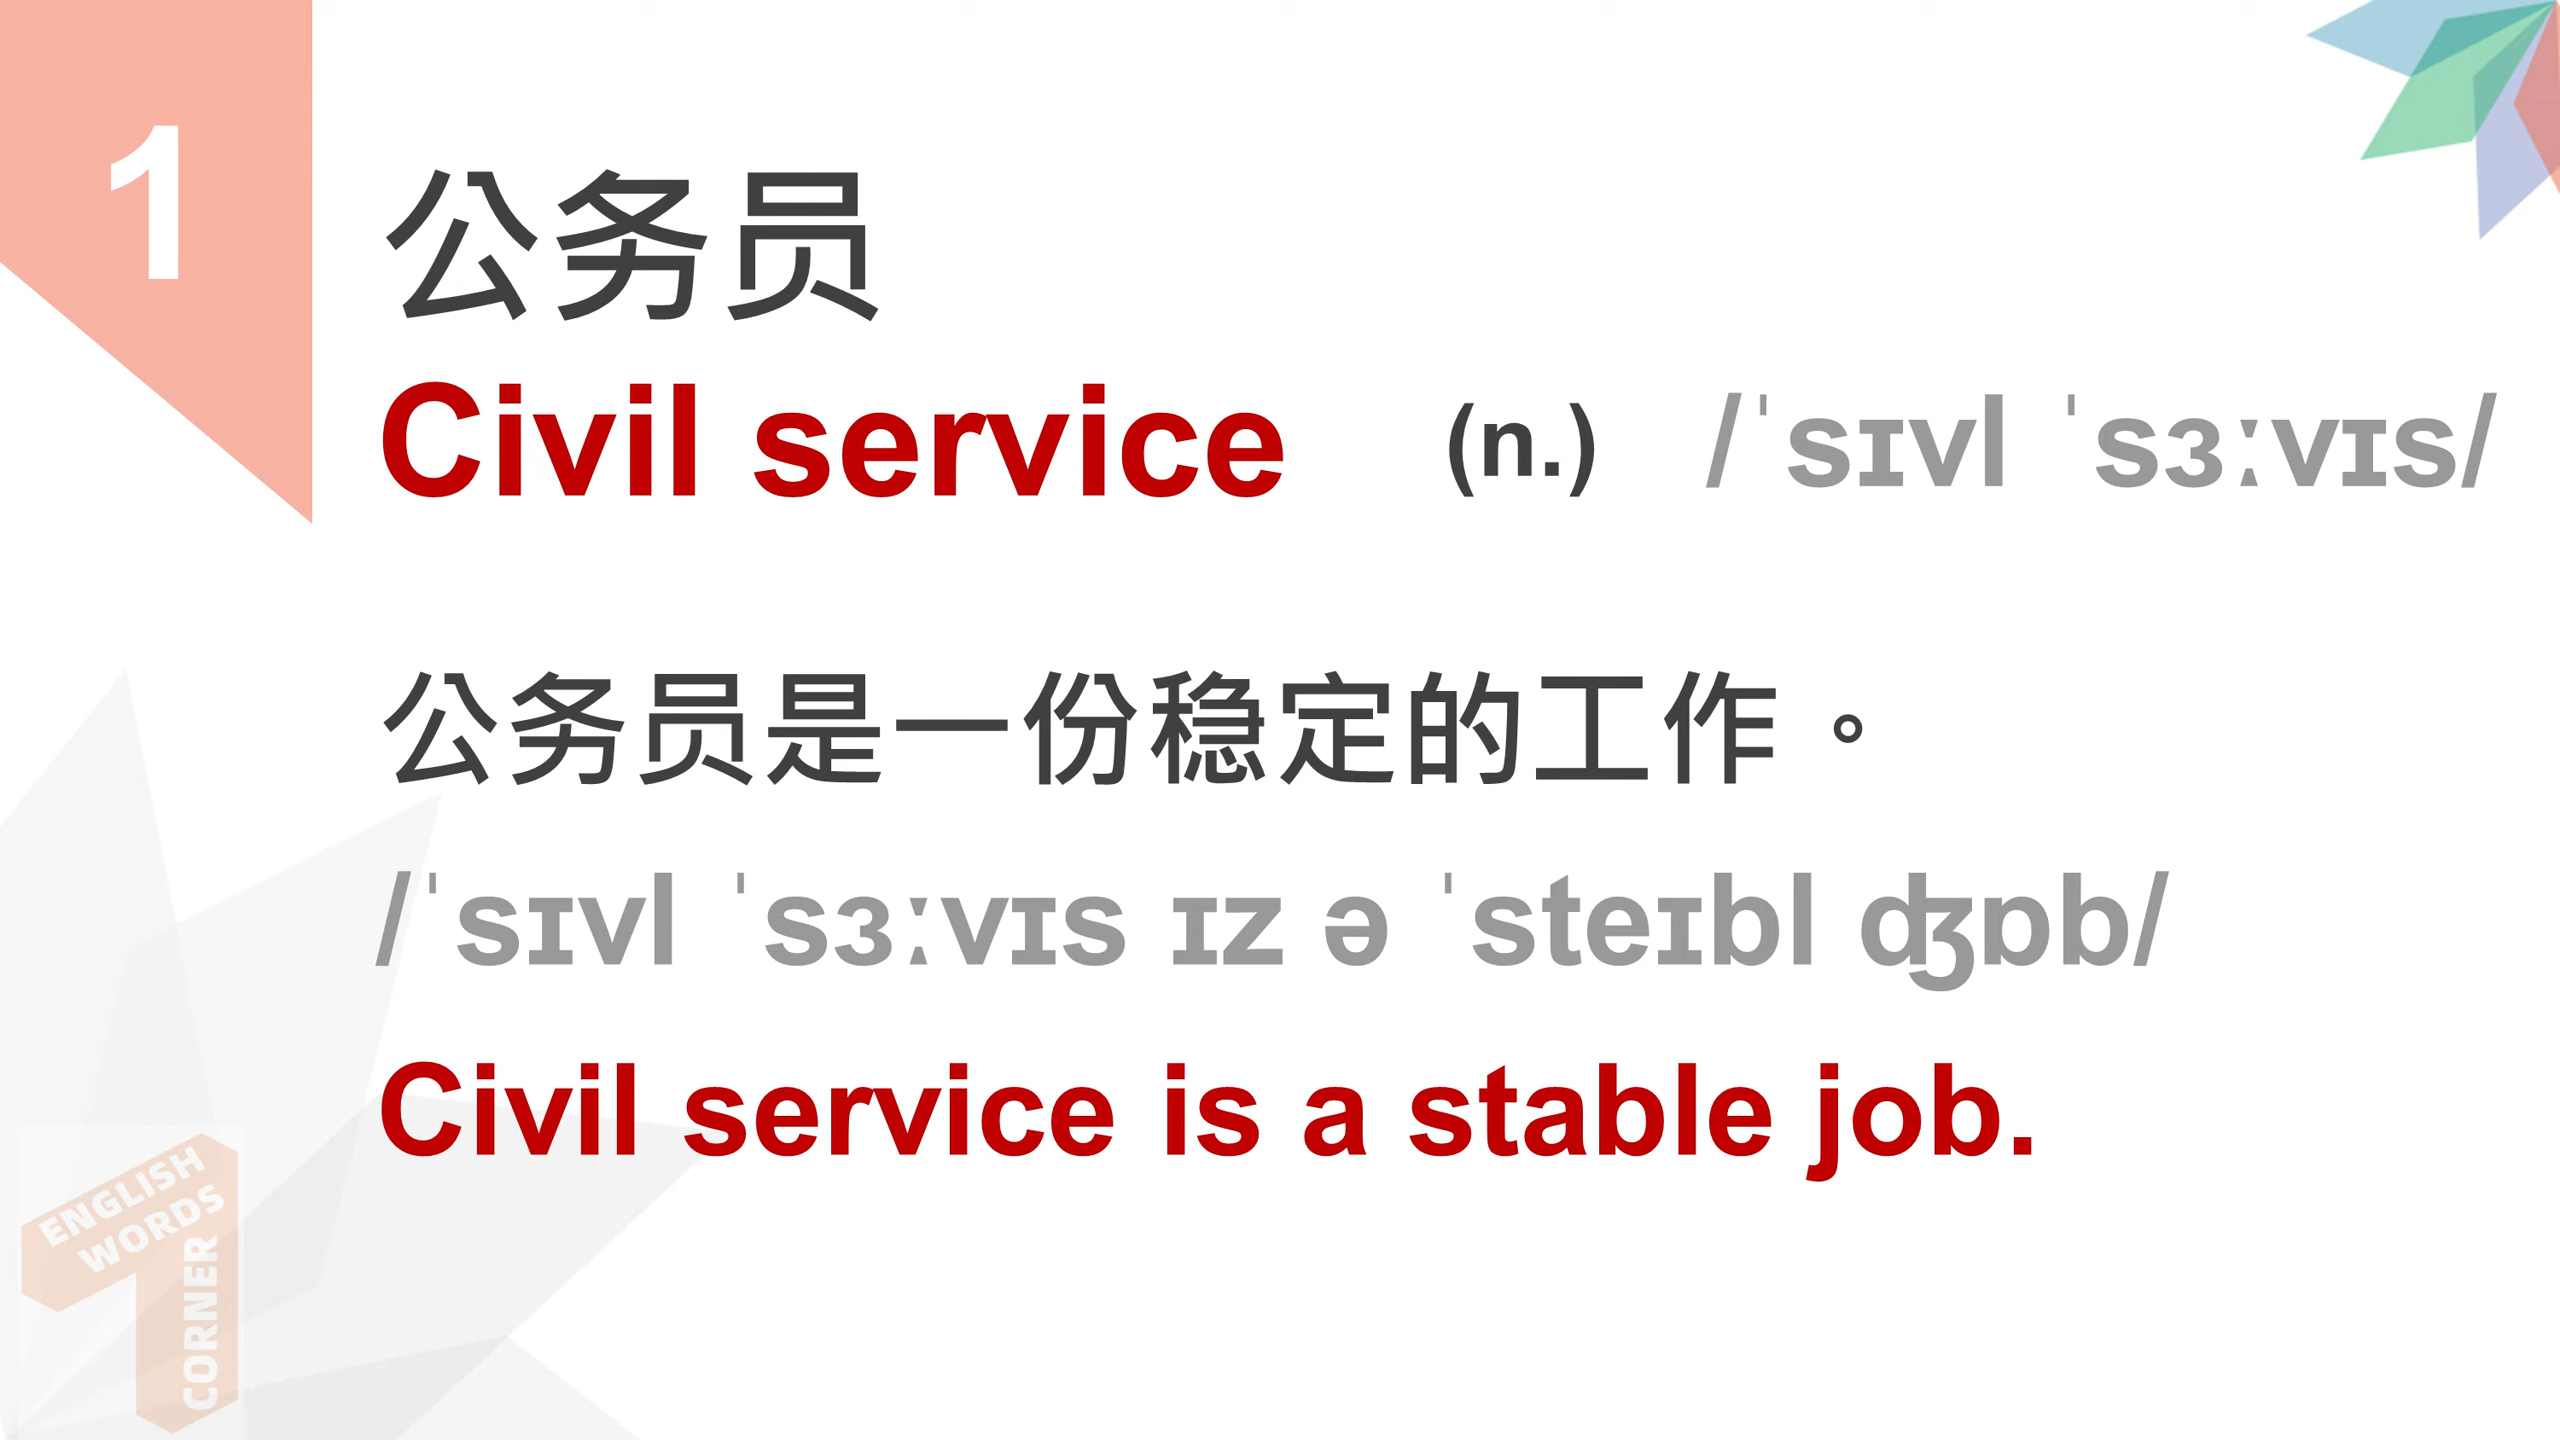 1
公务员
Civil service (n.) /ˈsɪvl ˈsɜːvɪs/
公务员是一份稳定的工作。
/ˈsɪvl ˈsɜːvɪs ɪz ə ˈsteɪbl ʤɒb/
Civil service is a stable job.
ENGLISH
WORDS
CORNER